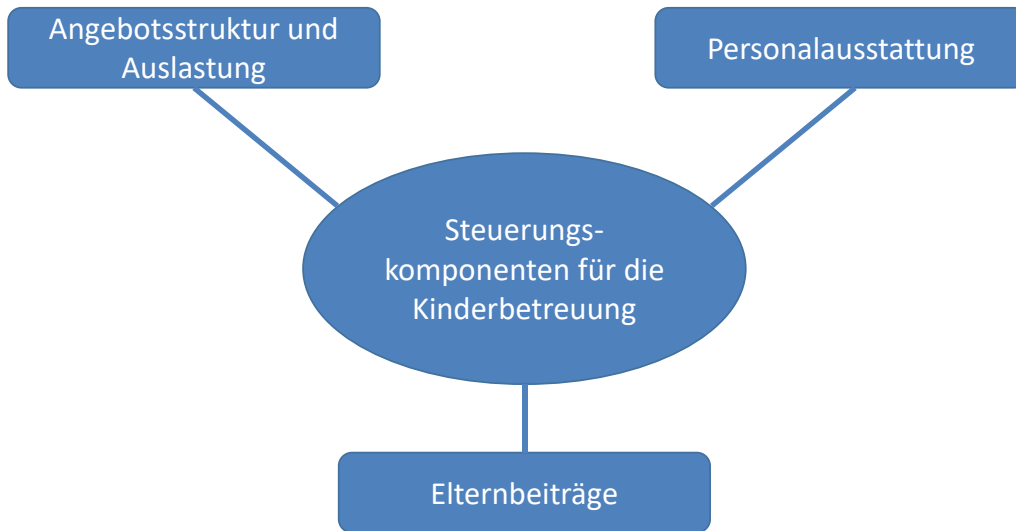 Angebotsstruktur und
Auslastung
Personalausstattung
Steuerungs-
komponenten für die
Kinderbetreuung
Elternbeiträge